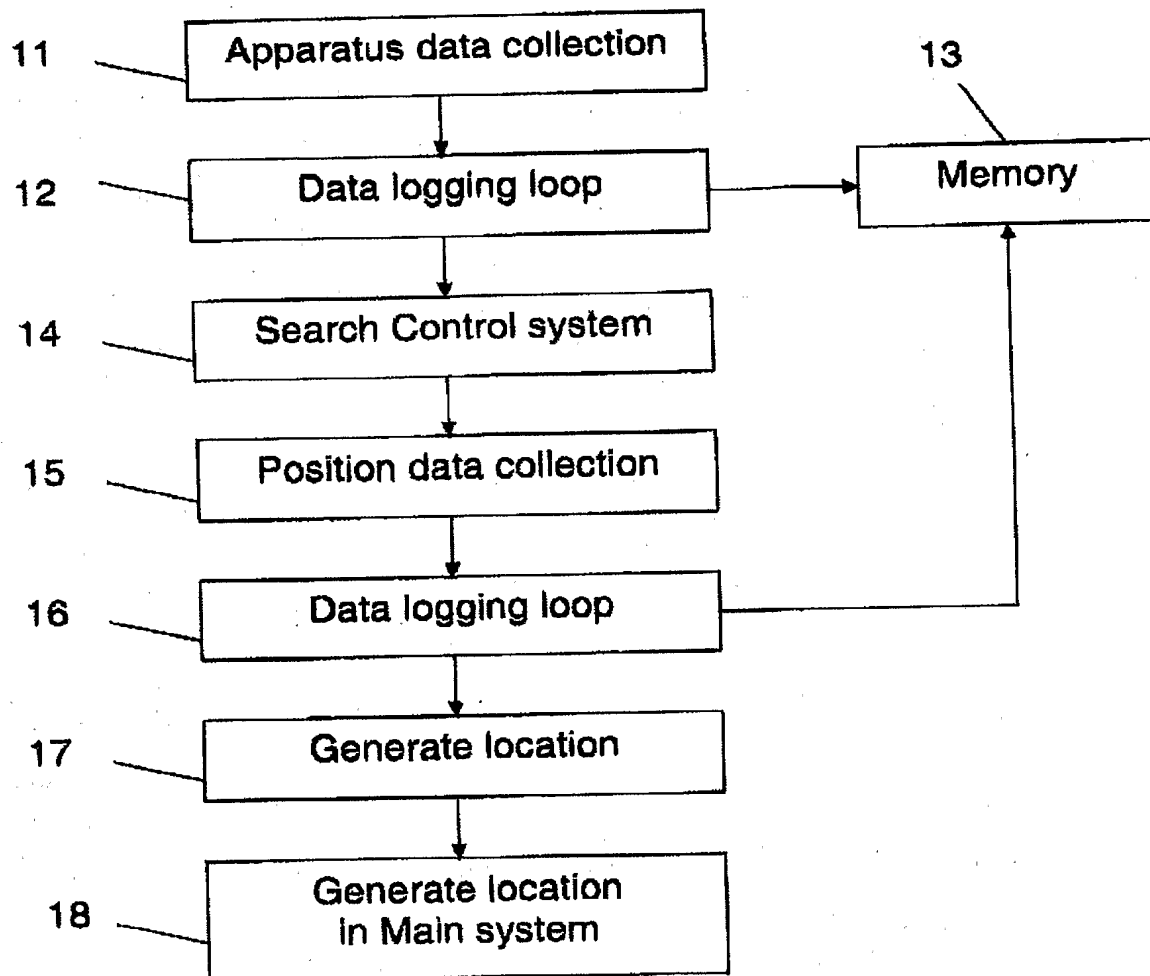 11
Apparatus data collection
13
12
Data logging loop
Memory
14
Search Control system
15
Position data collection
16
Data logging loop
17
Generate location
18
Generate location
in Main system